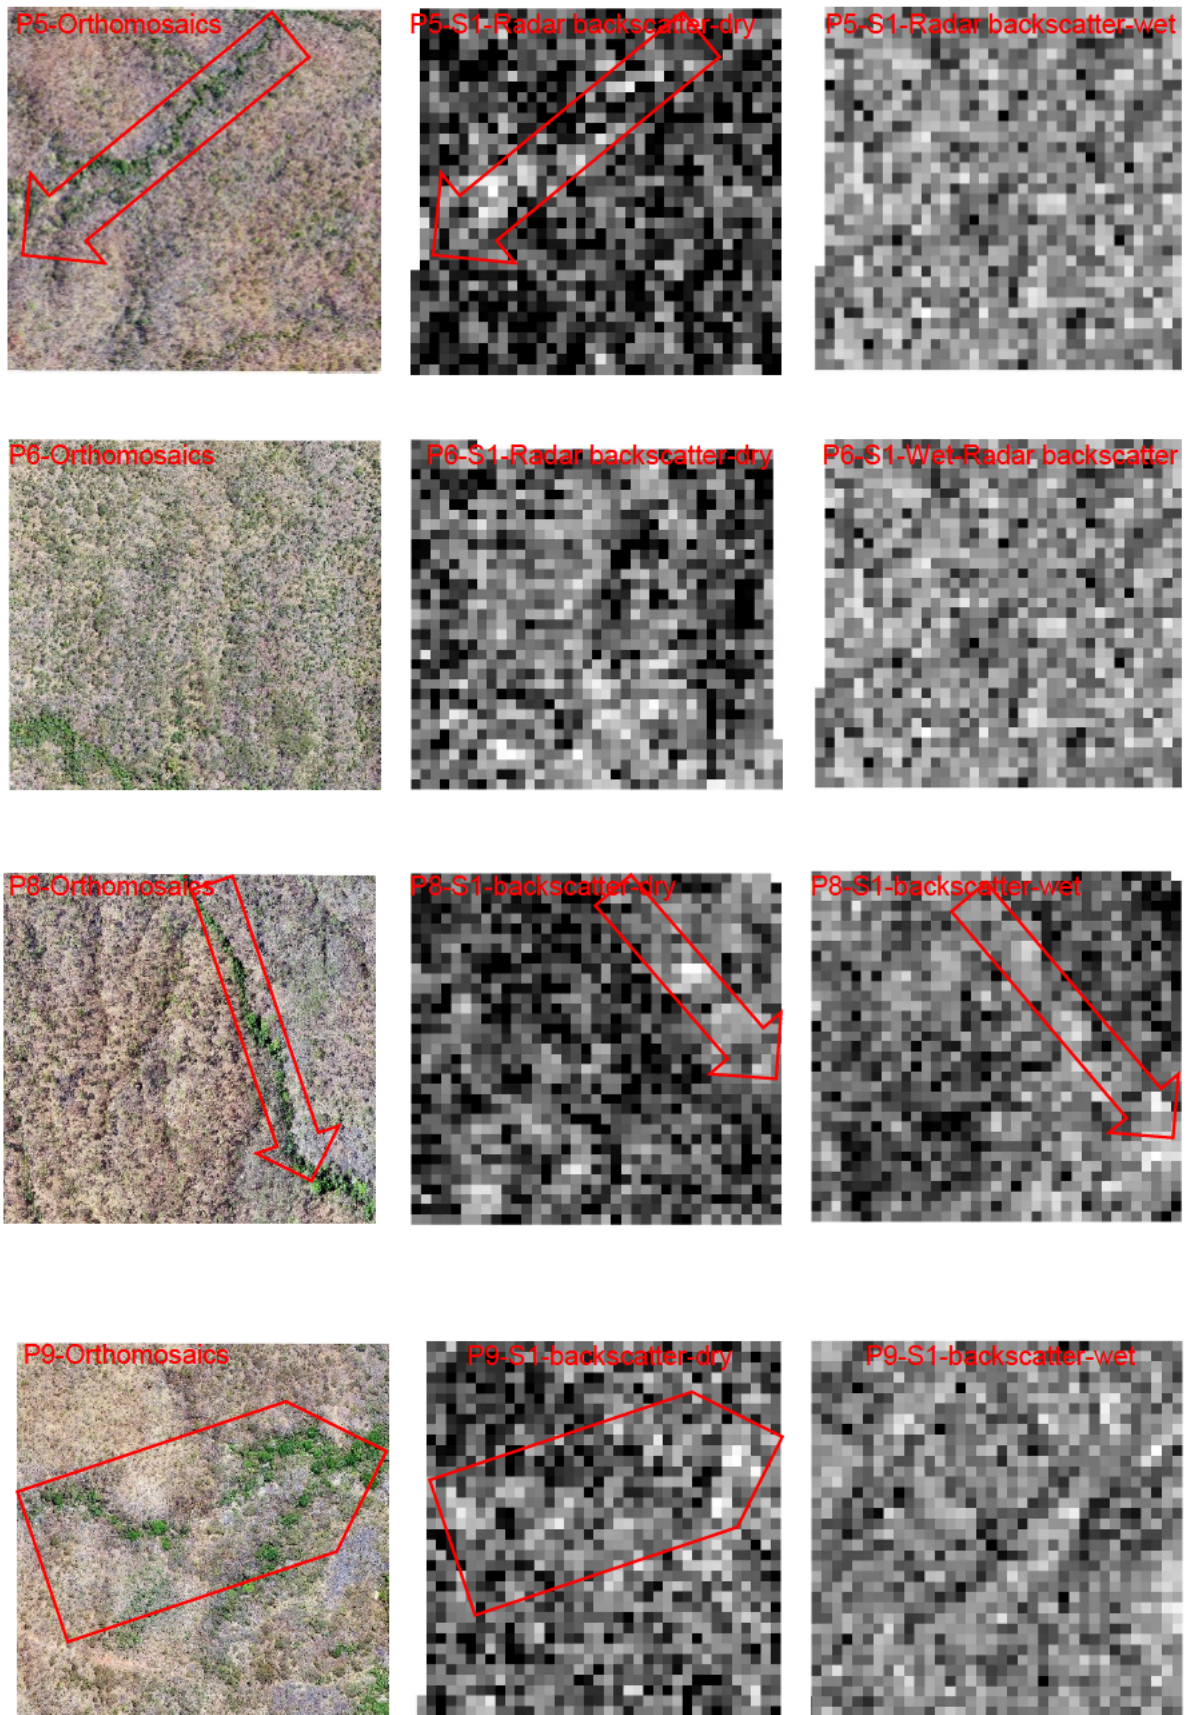 P5-Orthomosaics
P5-S1-Radar backscatter-dry
P5-S1-Radar backscatter-wet
P6-Orthomosaics
P6-S1-Radar backscatter-dry
P6-S1-Wet-Radar backscatter
P8-Orthomosaics
P8-S1-backscatter-dry
P8-S1-backscatter-wet
P9-Orthomosaics
P9-S1-backscatter-dry
P9-S1-backscatter-wet